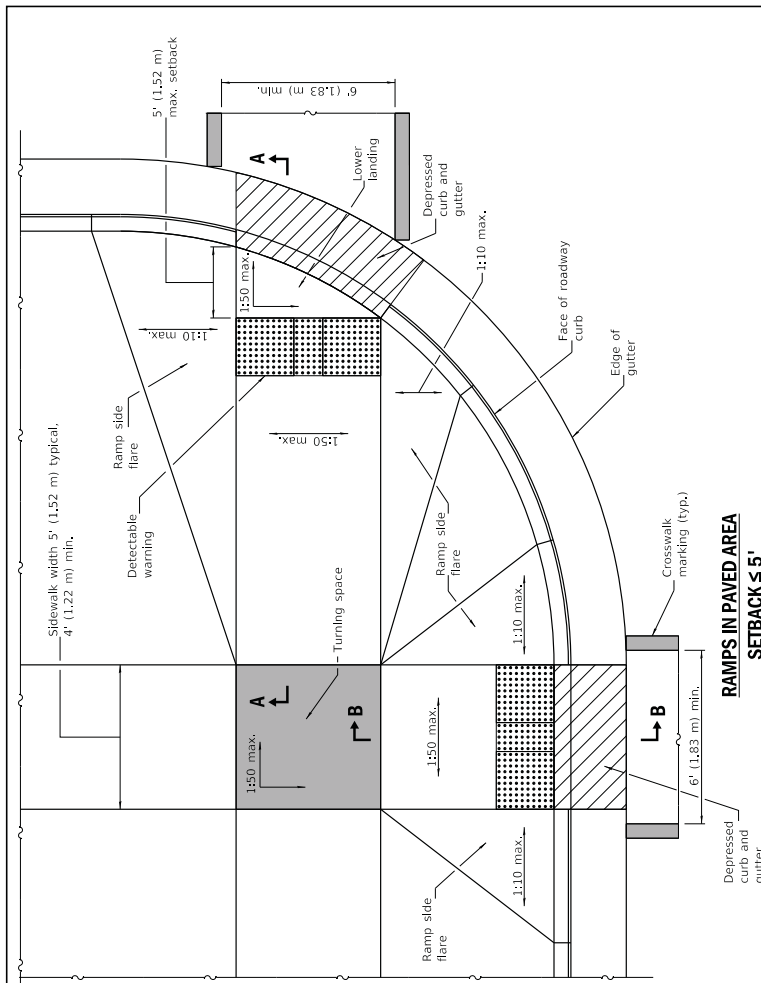 5' (1.52 m)
max. setback
6' (1.83 m) min.
A
Lower
landing
Depressed
curb and
gutter
1:50 max.
1:10 max.
1:10
max.
Ramp side
flare
Face of roadway
curb
Edge of
gutter
Sidewalk width 5' (1.52 m) typical.
4' (1.22 m) min.
Detectable
warning
1:50
max.
Ramp side
flare
Crosswalk
marking (typ.)
1:10 max.
Turning space
A
B
1:50 max.
1:50 max.
B
6' (1.83 m) min.
Ramp side
flare
1:10 max.
Depressed
curb and
gutter
RAMPS IN PAVED AREA
SETBACK ≤ 5'